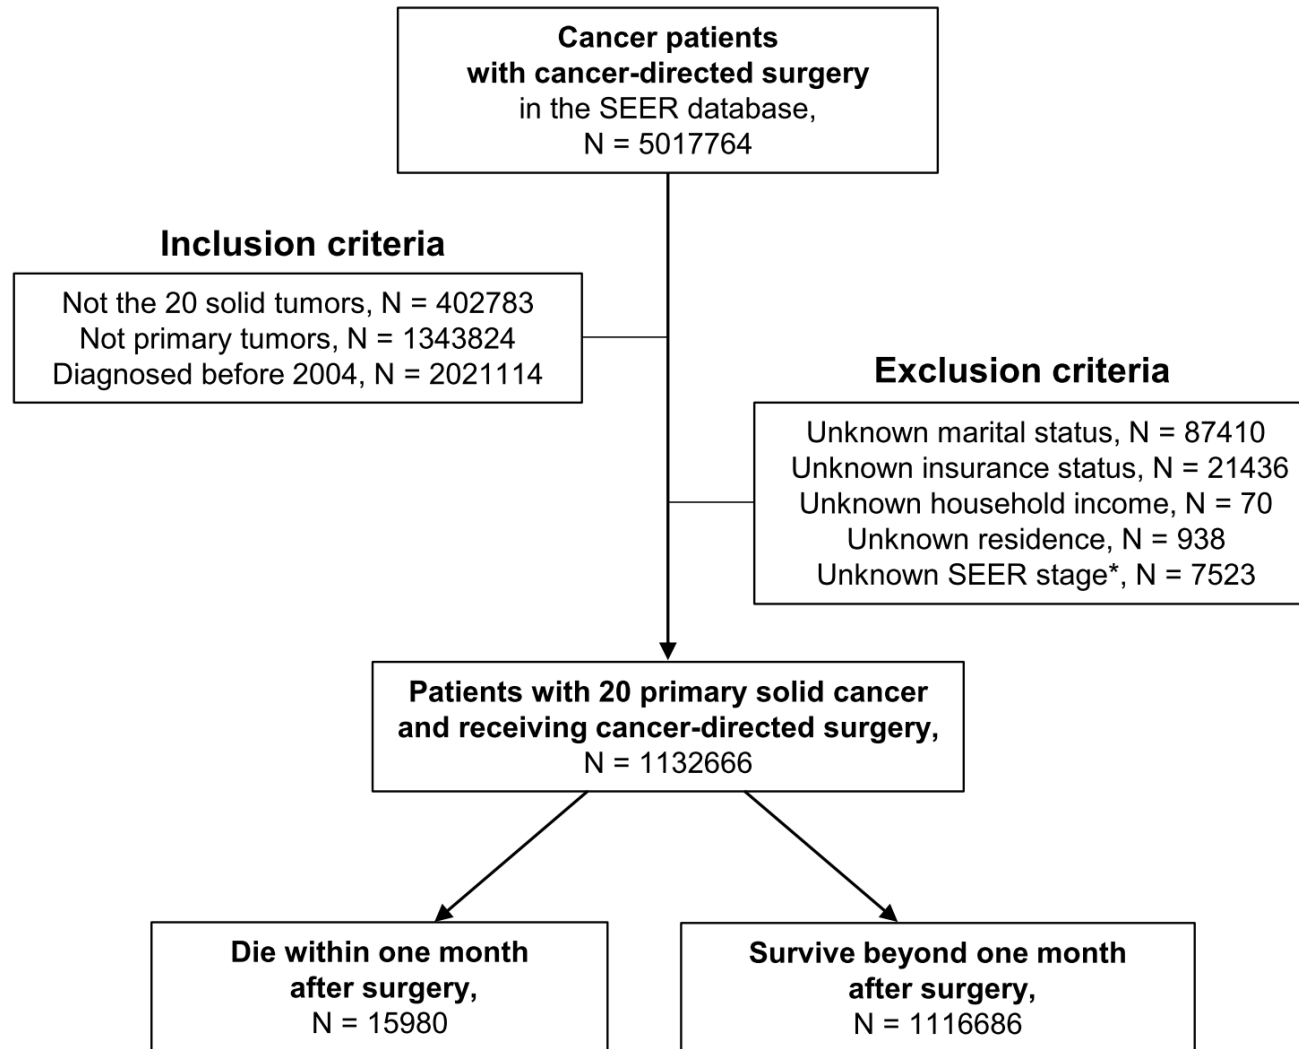 Cancer patients
with cancer-directed surgery
in the SEER database,
N = 5017764
Inclusion criteria
Not the 20 solid tumors, N = 402783
Not primary tumors, N = 1343824
Diagnosed before 2004, N = 2021114
Exclusion criteria
Unknown marital status, N = 87410
Unknown insurance status, N = 21436
Unknown household income, N = 70
Unknown residence, N = 938
Unknown SEER stage*, N = 7523
Patients with 20 primary solid cancer
and receiving cancer-directed surgery,
N = 1132666
Die within one month
after surgery,
N = 15980
Survive beyond one month
after surgery,
N = 1116686